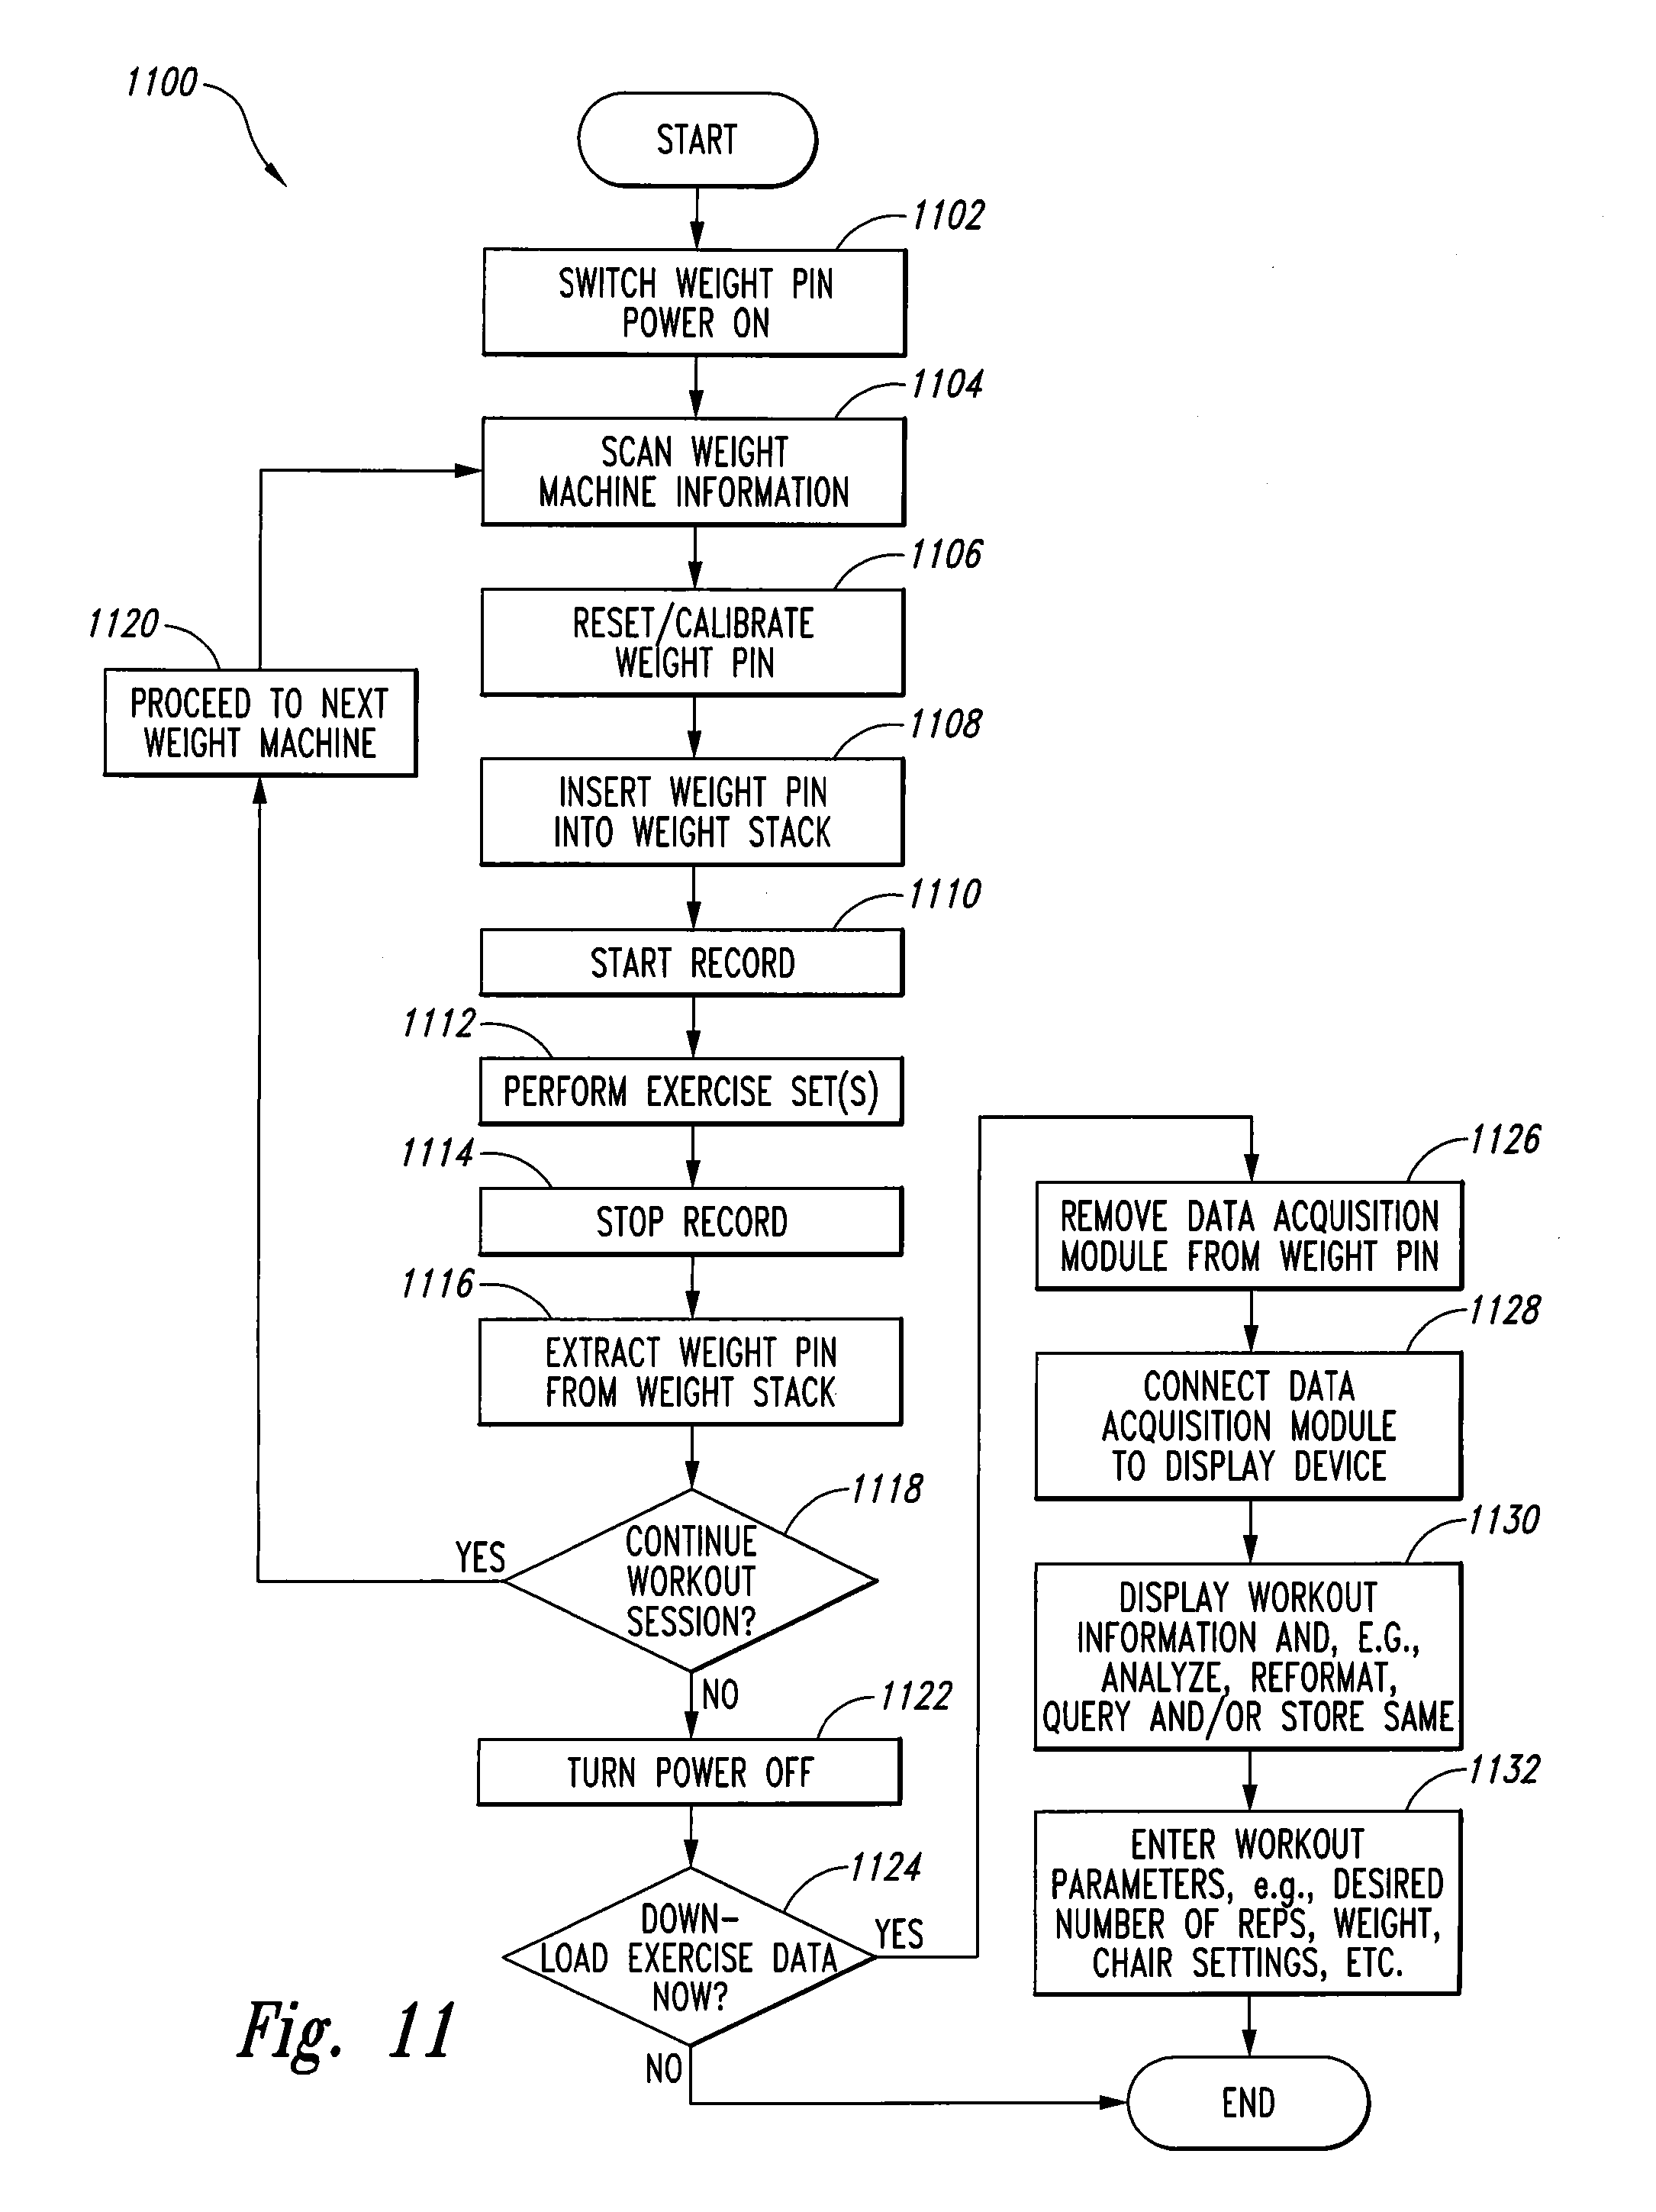 1100
START
1102
SWITCH WEIGHT PIN
POWER ON
1104
SCAN WEIGHT
MACHINE INFORMATION
1106
RESET/CALIBRATE
WEIGHT PIN
1120
PROCEED TO NEXT
WEIGHT MACHINE
1108
INSERT WEIGHT PIN
INTO WEIGHT STACK
1110
START RECORD
1112
PERFORM EXERCISE SET(S)
1114
STOP RECORD
1116
EXTRACT WEIGHT PIN
FROM WEIGHT STACK
1118
CONTINUE
WORKOUT
SESSION?
YES
NO
1122
TURN POWER OFF
1124
DOWN-
LOAD EXERCISE DATA
NOW?
YES
NO
1126
REMOVE DATA ACQUISITION
MODULE FROM WEIGHT PIN
1128
CONNECT DATA
ACQUISITION MODULE
TO DISPLAY DEVICE
1130
DISPLAY WORKOUT
INFORMATION AND, E.G.,
ANALYZE, REFORMAT,
QUERY AND/OR STORE SAME
1132
ENTER WORKOUT
PARAMETERS, e.g., DESIRED
NUMBER OF REPS, WEIGHT,
CHAIR SETTINGS, ETC.
END
Fig. 11